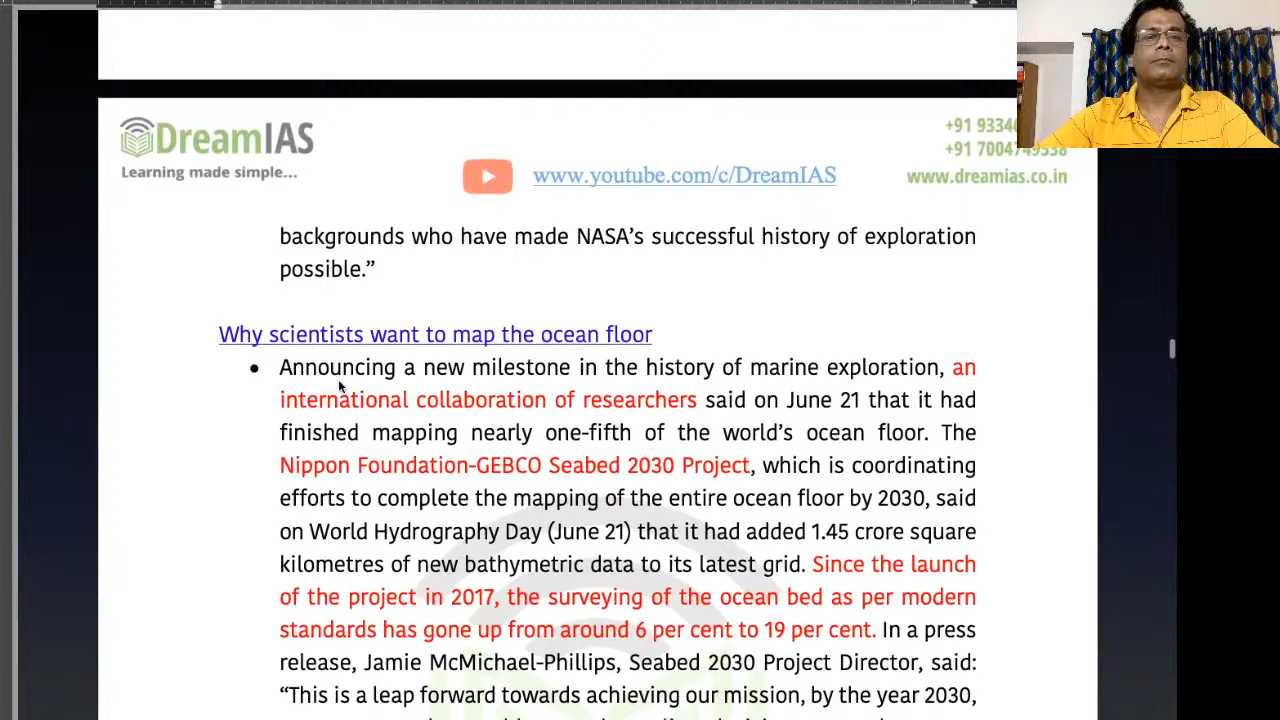 DreamIAS
Learning made simple...
www.youtube.com/c/DreamIAS
+91 9334
+91 7004749538
www.dreamias.co.in
backgrounds who have made NASA's successful history of exploration
possible."
Why scientists want to map the ocean floor
• Announcing a new milestone in the history of marine exploration, an
international collaboration of researchers said on June 21 that it had
finished mapping nearly one-fifth of the world's ocean floor. The
Nippon Foundation-GEBCO Seabed 2030 Project, which is coordinating
efforts to complete the mapping of the entire ocean floor by 2030, said
on World Hydrography Day (June 21) that it had added 1.45 crore square
kilometres of new bathymetric data to its latest grid. Since the launch
of the project in 2017, the surveying of the ocean bed as per modern
standards has gone up from around 6 per cent to 19 per cent. In a press
release, Jamie McMichael-Phillips, Seabed 2030 Project Director, said:
"This is a leap forward towards achieving our mission, by the year 2030,